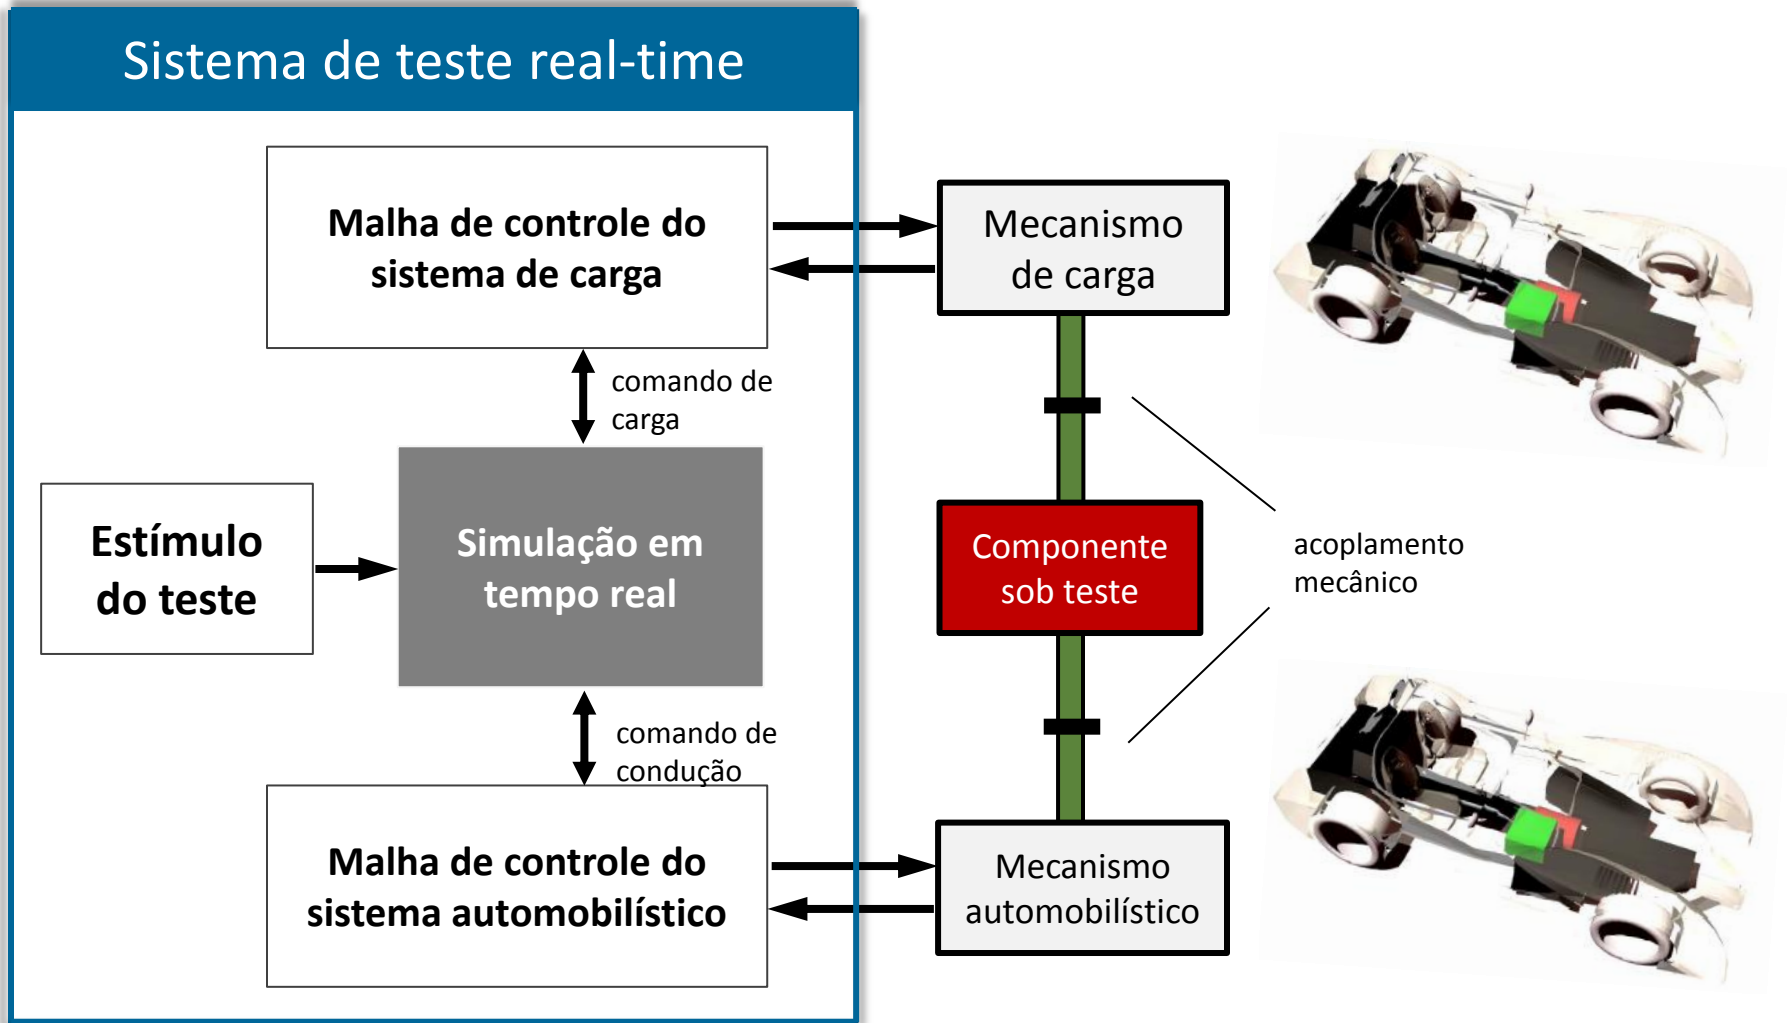 Sistema de teste real-time
Malha de controle do
sistema de carga
Mecanismo
de carga
comando de
carga
Estímulo
do teste
Simulação em
tempo real
Componente
sob teste
acoplamento
mecânico
comando de
condução
Malha de controle do
sistema automobilístico
Mecanismo
automobilístico